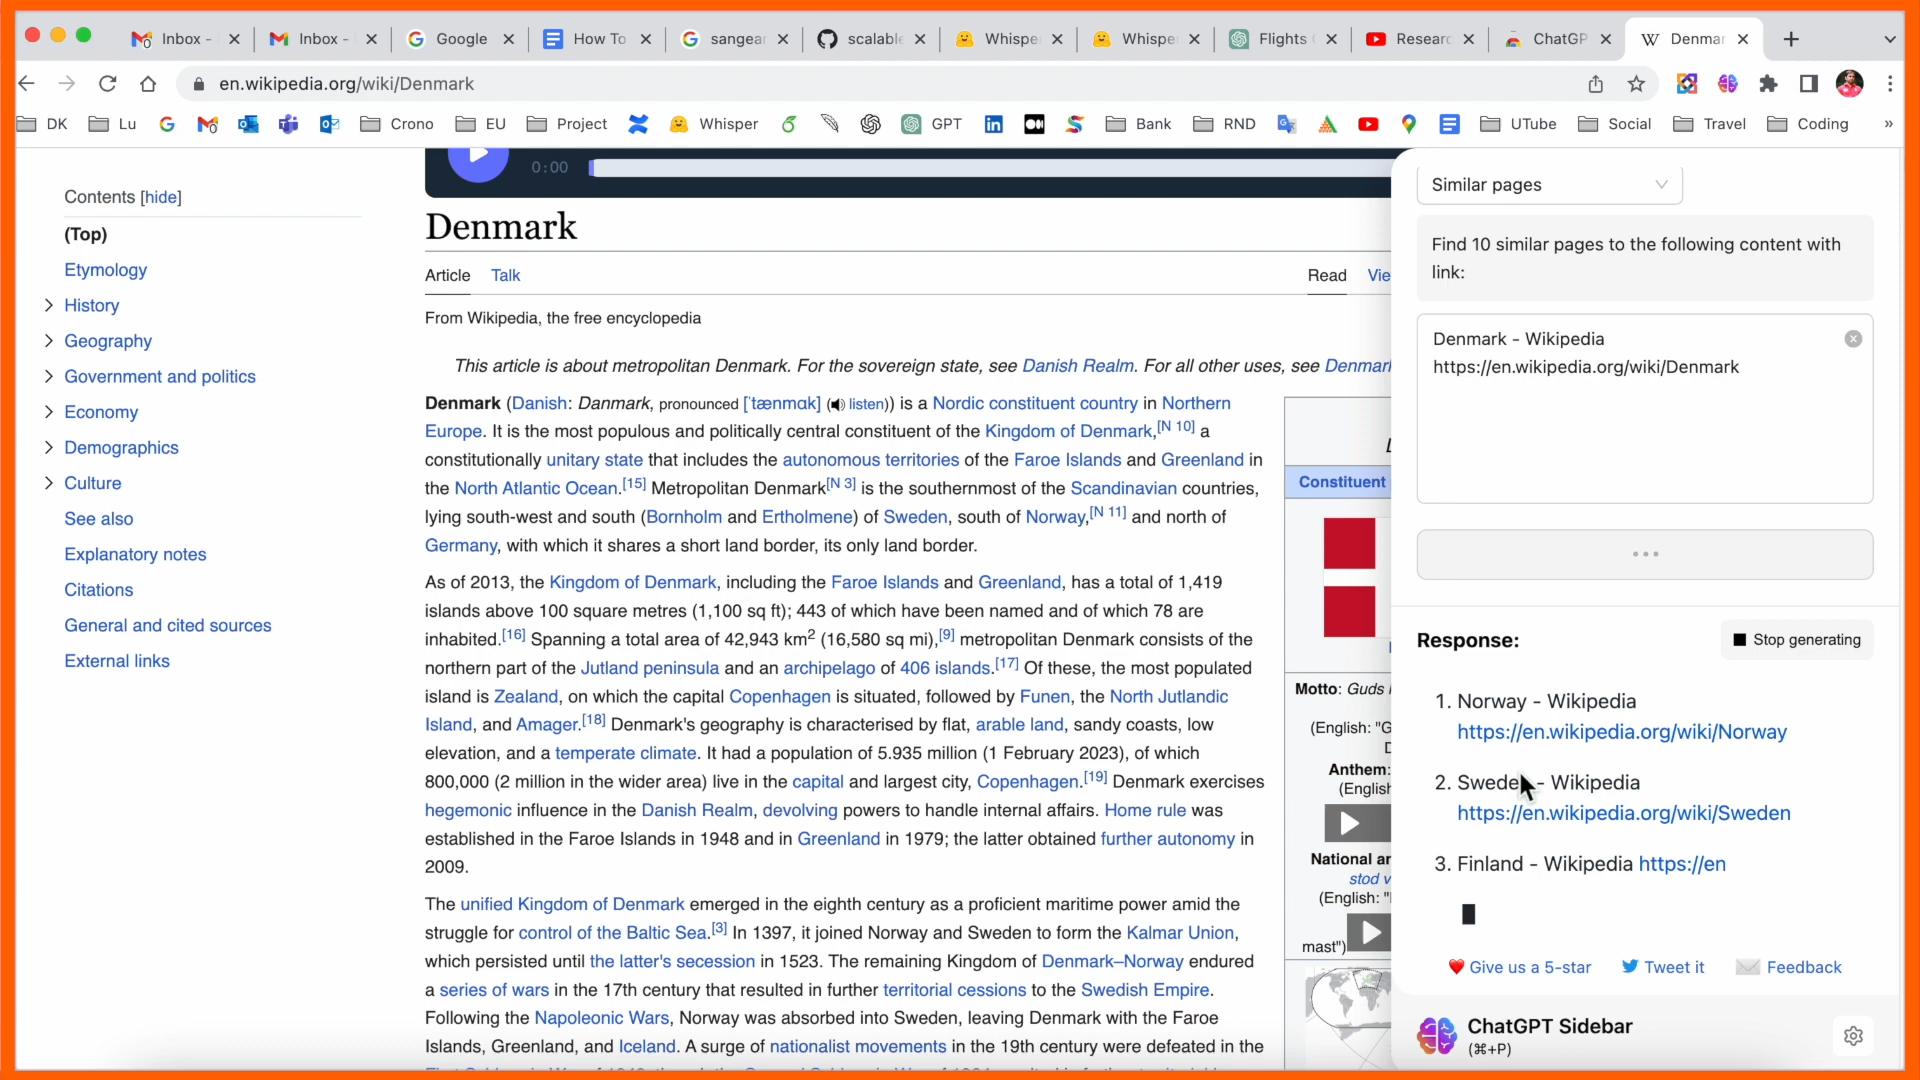 Inbox -
Inbox -
Google
How To
sangear
scalable
Whispe
Whispe
Flights
Researc
ChatGP
Denmar
en.wikipedia.org/wiki/Denmark
DK
Lu
Crono
EU
Project
Whisper
GPT
Bank
RND
UTube
Social
Travel
Coding
»
Contents [hide]
(Top)
Etymology
History
Geography
Government and politics
Economy
Demographics
Culture
See also
Explanatory notes
Citations
General and cited sources
External links
0:00
Denmark
Article Talk Read Vie
From Wikipedia, the free encyclopedia
This article is about metropolitan Denmark. For the sovereign state, see Danish Realm. For all other uses, see Denmark
Denmark (Danish: Danmark, pronounced [ˈtænmɑk] (listen)) is a Nordic constituent country in Northern
Europe. It is the most populous and politically central constituent of the Kingdom of Denmark,[N 10] a
constitutionally unitary state that includes the autonomous territories of the Faroe Islands and Greenland in
the North Atlantic Ocean.[15] Metropolitan Denmark[N 3] is the southernmost of the Scandinavian countries,
lying south-west and south (Bornholm and Ertholmene) of Sweden, south of Norway,[N 11] and north of
Germany, with which it shares a short land border, its only land border.
As of 2013, the Kingdom of Denmark, including the Faroe Islands and Greenland, has a total of 1,419
islands above 100 square metres (1,100 sq ft); 443 of which have been named and of which 78 are
inhabited.[16] Spanning a total area of 42,943 km2 (16,580 sq mi),[9] metropolitan Denmark consists of the
northern part of the Jutland peninsula and an archipelago of 406 islands.[17] Of these, the most populated
island is Zealand, on which the capital Copenhagen is situated, followed by Funen, the North Jutlandic
Island, and Amager.[18] Denmark's geography is characterised by flat, arable land, sandy coasts, low
elevation, and a temperate climate. It had a population of 5.935 million (1 February 2023), of which
800,000 (2 million in the wider area) live in the capital and largest city, Copenhagen.[19] Denmark exercises
hegemonic influence in the Danish Realm, devolving powers to handle internal affairs. Home rule was
established in the Faroe Islands in 1948 and in Greenland in 1979; the latter obtained further autonomy in
2009.
The unified Kingdom of Denmark emerged in the eighth century as a proficient maritime power amid the
struggle for control of the Baltic Sea.[3] In 1397, it joined Norway and Sweden to form the Kalmar Union,
which persisted until the latter's secession in 1523. The remaining Kingdom of Denmark–Norway endured
a series of wars in the 17th century that resulted in further territorial cessions to the Swedish Empire.
Following the Napoleonic Wars, Norway was absorbed into Sweden, leaving Denmark with the Faroe
Islands, Greenland, and Iceland. A surge of nationalist movements in the 19th century were defeated in the
Constituent
Motto: Guds
(English: "G
Anthem:
(English
National an
stod v
(English: "
mast")
Similar pages
Find 10 similar pages to the following content with
link:
Denmark - Wikipedia
https://en.wikipedia.org/wiki/Denmark
Response:
Stop generating
1. Norway - Wikipedia
https://en.wikipedia.org/wiki/Norway
2. Sweden - Wikipedia
https://en.wikipedia.org/wiki/Sweden
3. Finland - Wikipedia https://en
Give us a 5-star
Tweet it
Feedback
ChatGPT Sidebar
(⌘+P)